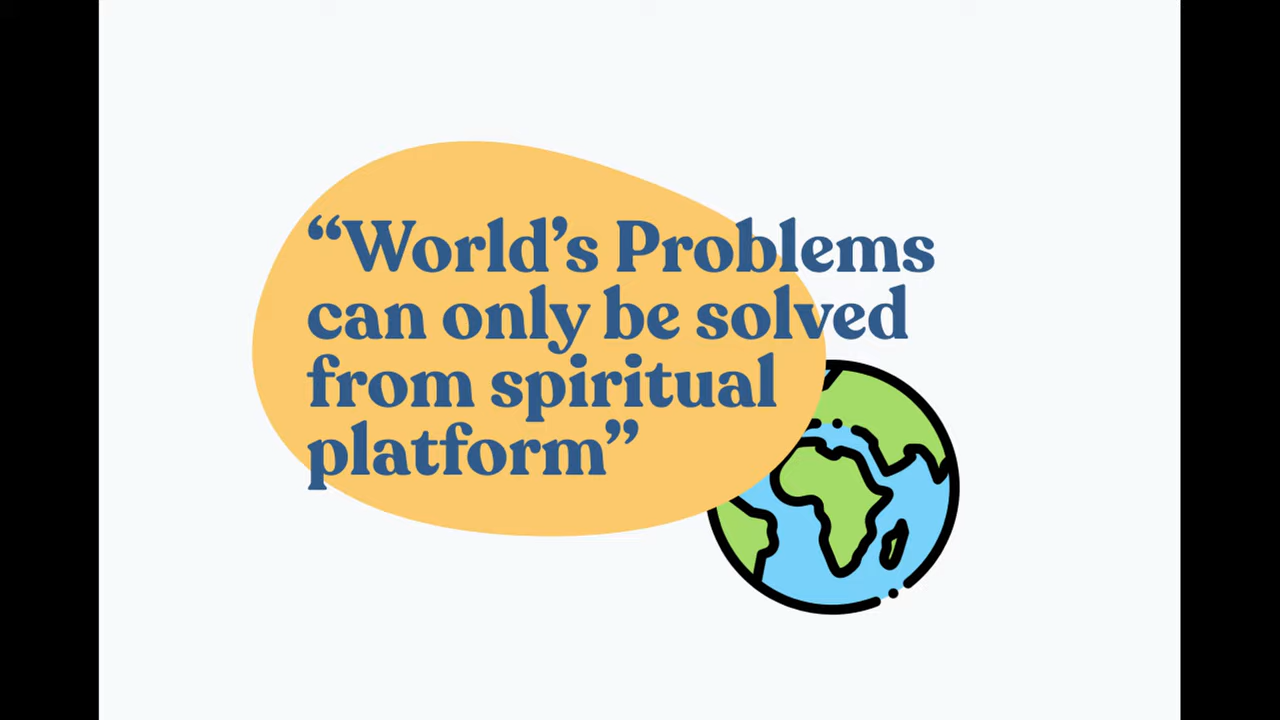 “World’s Problems
can only be solved
from spiritual
platform”